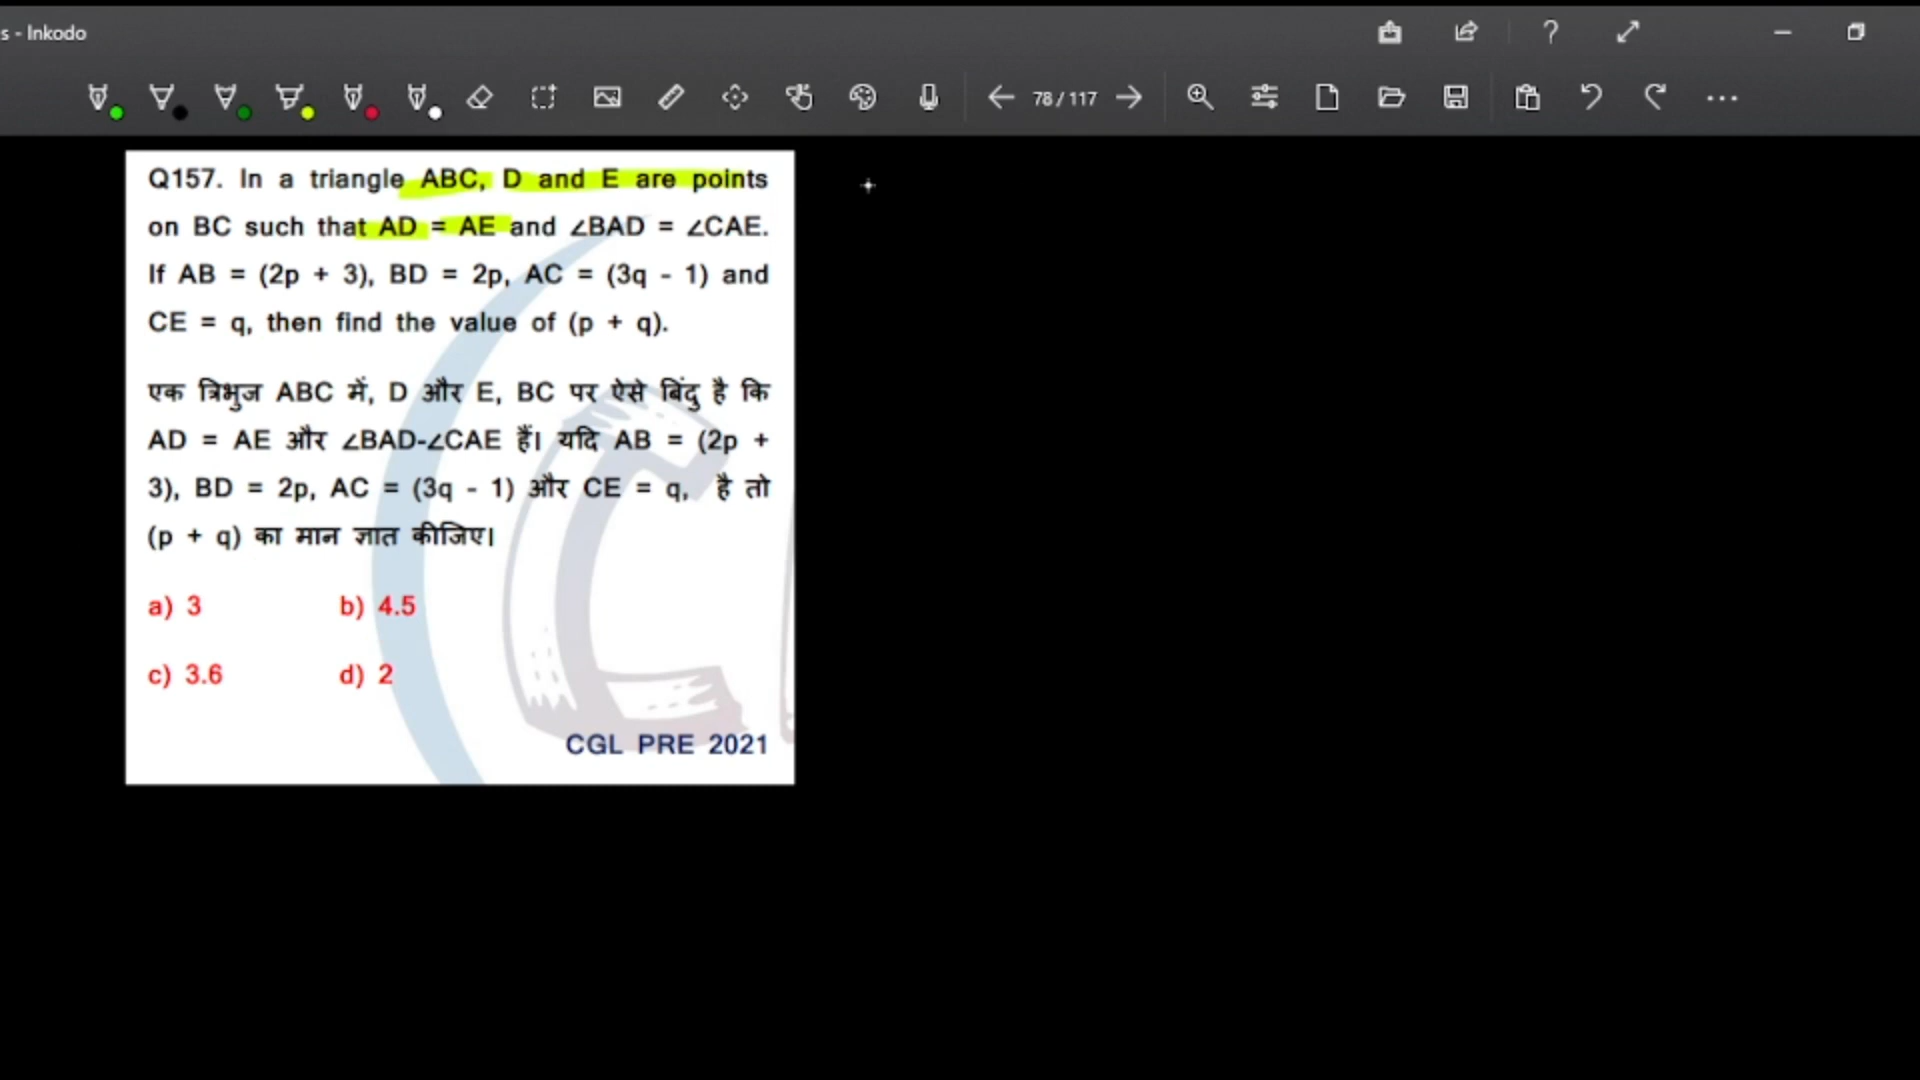 s - Inkodo
78 / 117
Q157. In a triangle ABC, D and E are points
on BC such that AD = AE and ∠BAD = ∠CAE.
If AB = (2p + 3), BD = 2p, AC = (3q - 1) and
CE = q, then find the value of (p + q).
एक त्रिभुज ABC में, D और E, BC पर ऐसे बिंदु है कि
AD = AE और ∠BAD-∠CAE हैं। यदि AB = (2p +
3), BD = 2p, AC = (3q - 1) और CE = q, है तो
(p + q) का मान ज्ञात कीजिए।
a) 3 b) 4.5
c) 3.6 d) 2
CGL PRE 2021